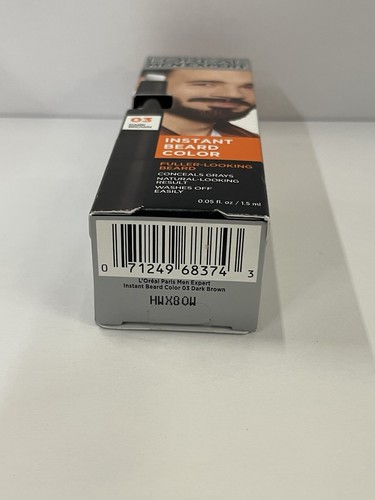 03
INSTANT
BEARD
COLOR
FULLER-LOOKING
BEARD
CONCEALS GRAYS
NATURAL-LOOKING
RESULT
WASHES OFF
EASILY
0.05 fl. oz / 1.5 ml
0 71249 68374 3
L'Oréal Paris Men Expert
Instant Beard Color 03 Dark Brown
HWX80W